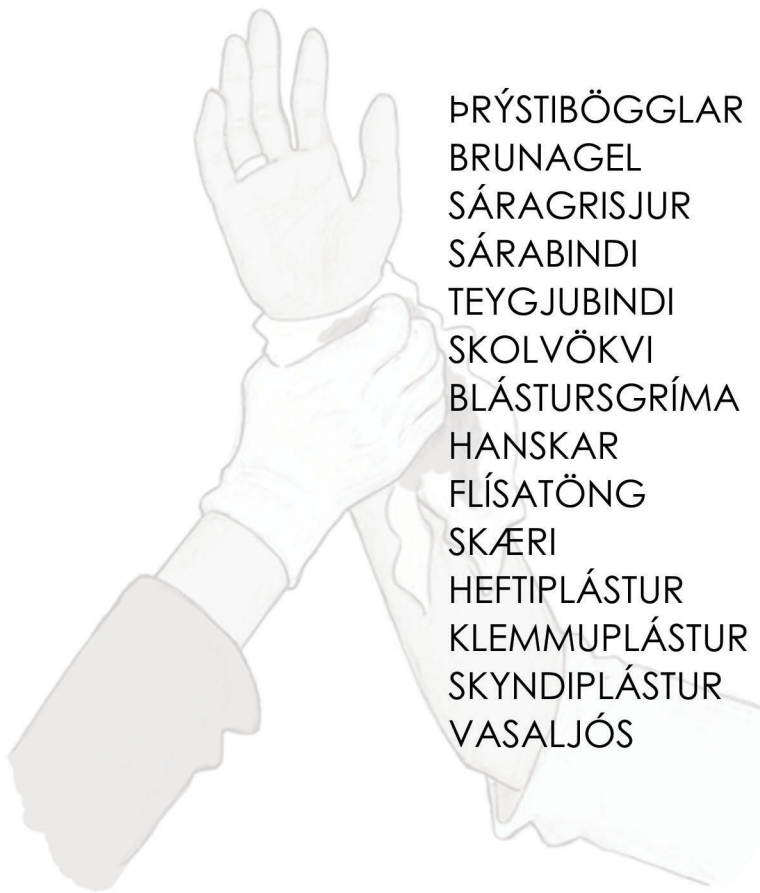 ÞRÝSTIBÖGGLAR
BRUNAGEL
SÁRAGRISJUR
SÁRABINDI
TEYGJUBINDI
SKOLVÖKVI
BLÁSTURSGRÍMA
HANSKAR
FLÍSATÖNG
SKÆRI
HEFTIPLÁSTUR
KLEMMUPLÁSTUR
SKYNDIPLÁSTUR
VASALJÓS